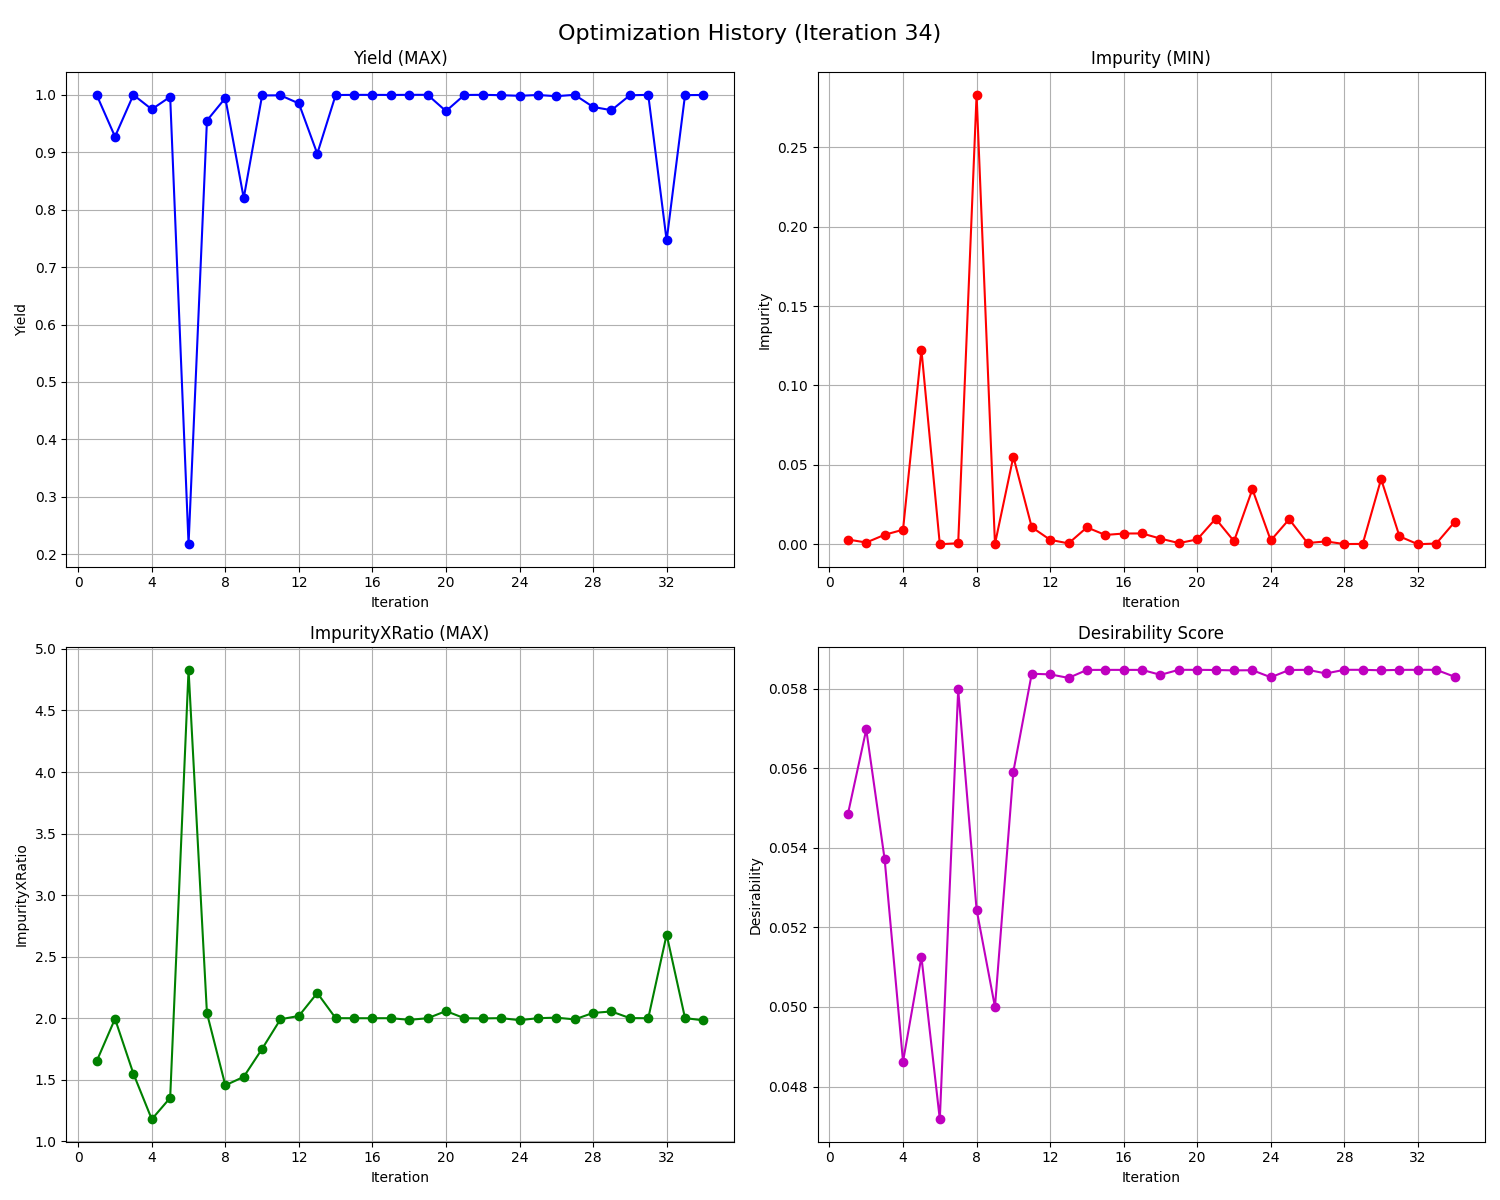 Optimization History (Iteration 34)
Yield (MAX)
Yield
1.0
0.9
0.8
0.7
0.6
0.5
0.4
0.3
0.2
0 4 8 12 16 20 24 28 32
Iteration
Impurity (MIN)
Impurity
0.25
0.20
0.15
0.10
0.05
0.00
0 4 8 12 16 20 24 28 32
Iteration
ImpurityXRatio (MAX)
ImpurityXRatio
5.0
4.5
4.0
3.5
3.0
2.5
2.0
1.5
1.0
0 4 8 12 16 20 24 28 32
Iteration
Desirability Score
Desirability
0.058
0.056
0.054
0.052
0.050
0.048
0 4 8 12 16 20 24 28 32
Iteration